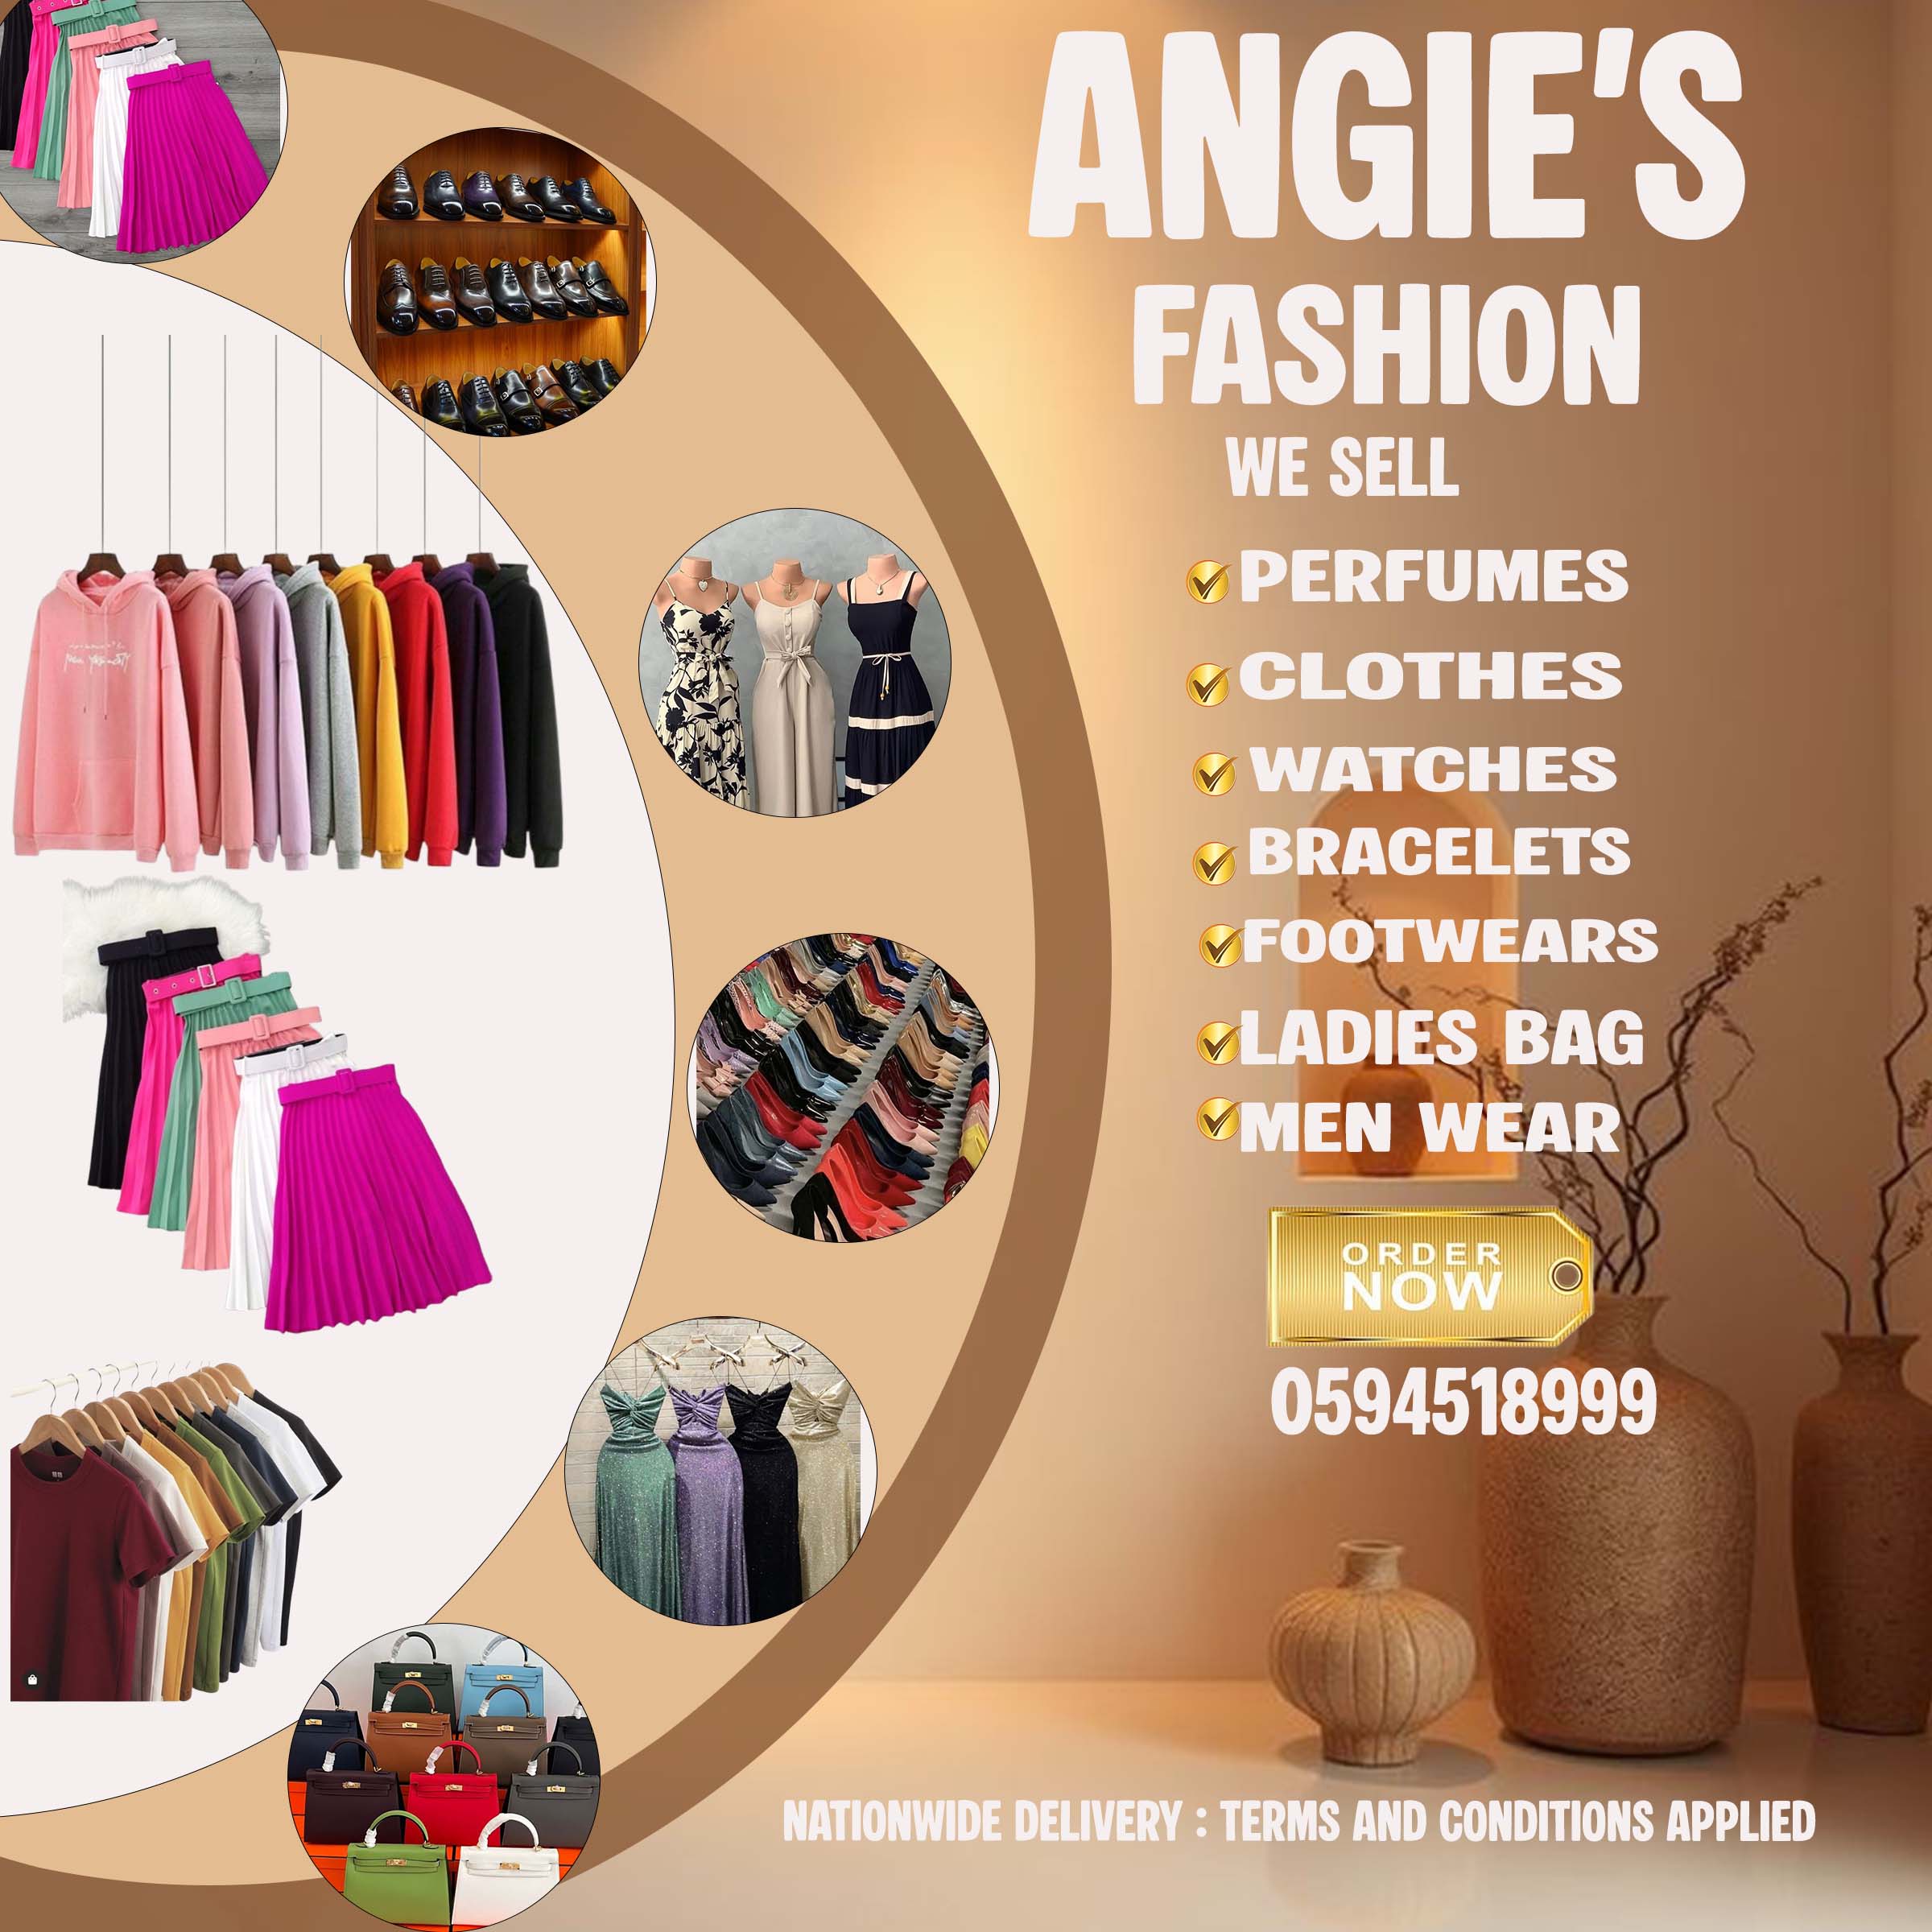 ANGIE'S
FASHION
WE SELL
PERFUMES
CLOTHES
WATCHES
BRACELETS
FOOTWEARS
LADIES BAG
MEN WEAR
ORDER
NOW
0594518999
NATIONWIDE DELIVERY : TERMS AND CONDITIONS APPLIED